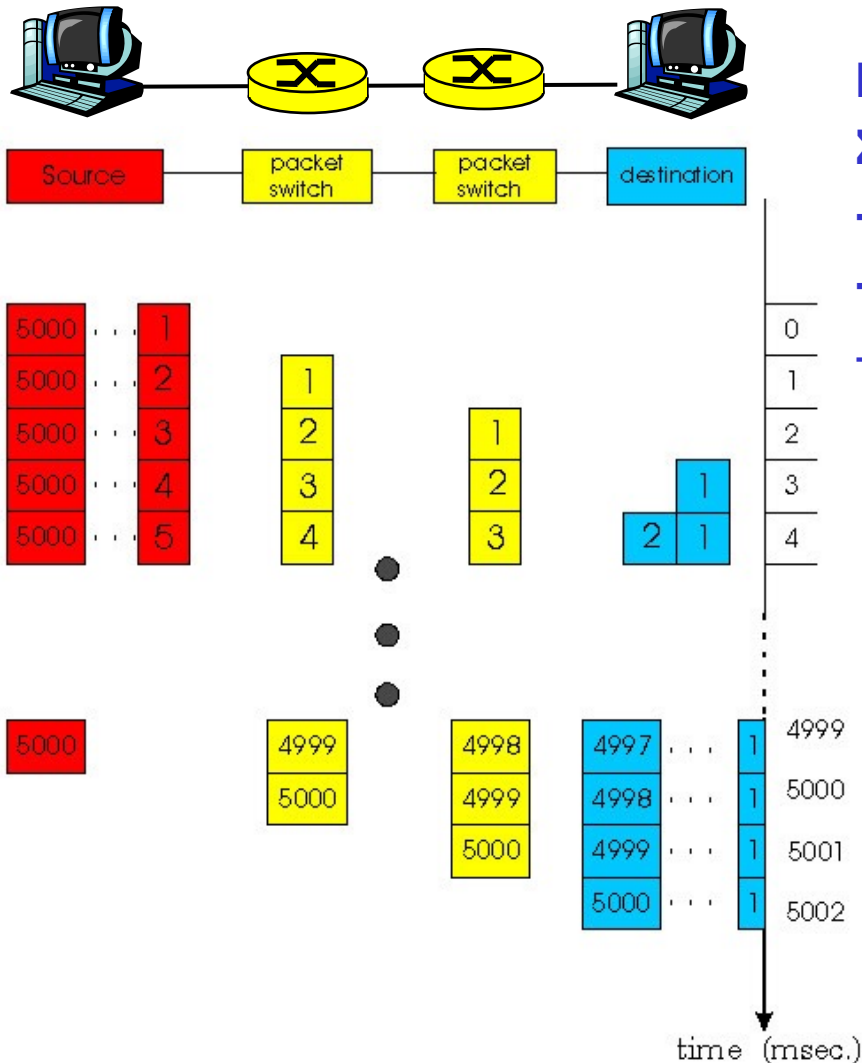 Source
packet switch
packet switch
destination
5000 . . . 1
0
5000 . . . 2
1
1
5000 . . . 3
2
1
2
5000 . . . 4
3
2
1
3
5000 . . . 5
4
3
2 1
4
5000
4999
4998
4997 . . . 1
4999
5000
4999
4998 . . . 1
5000
5000
4999 . . . 1
5001
5000 . . . 1
5002
time (msec.)